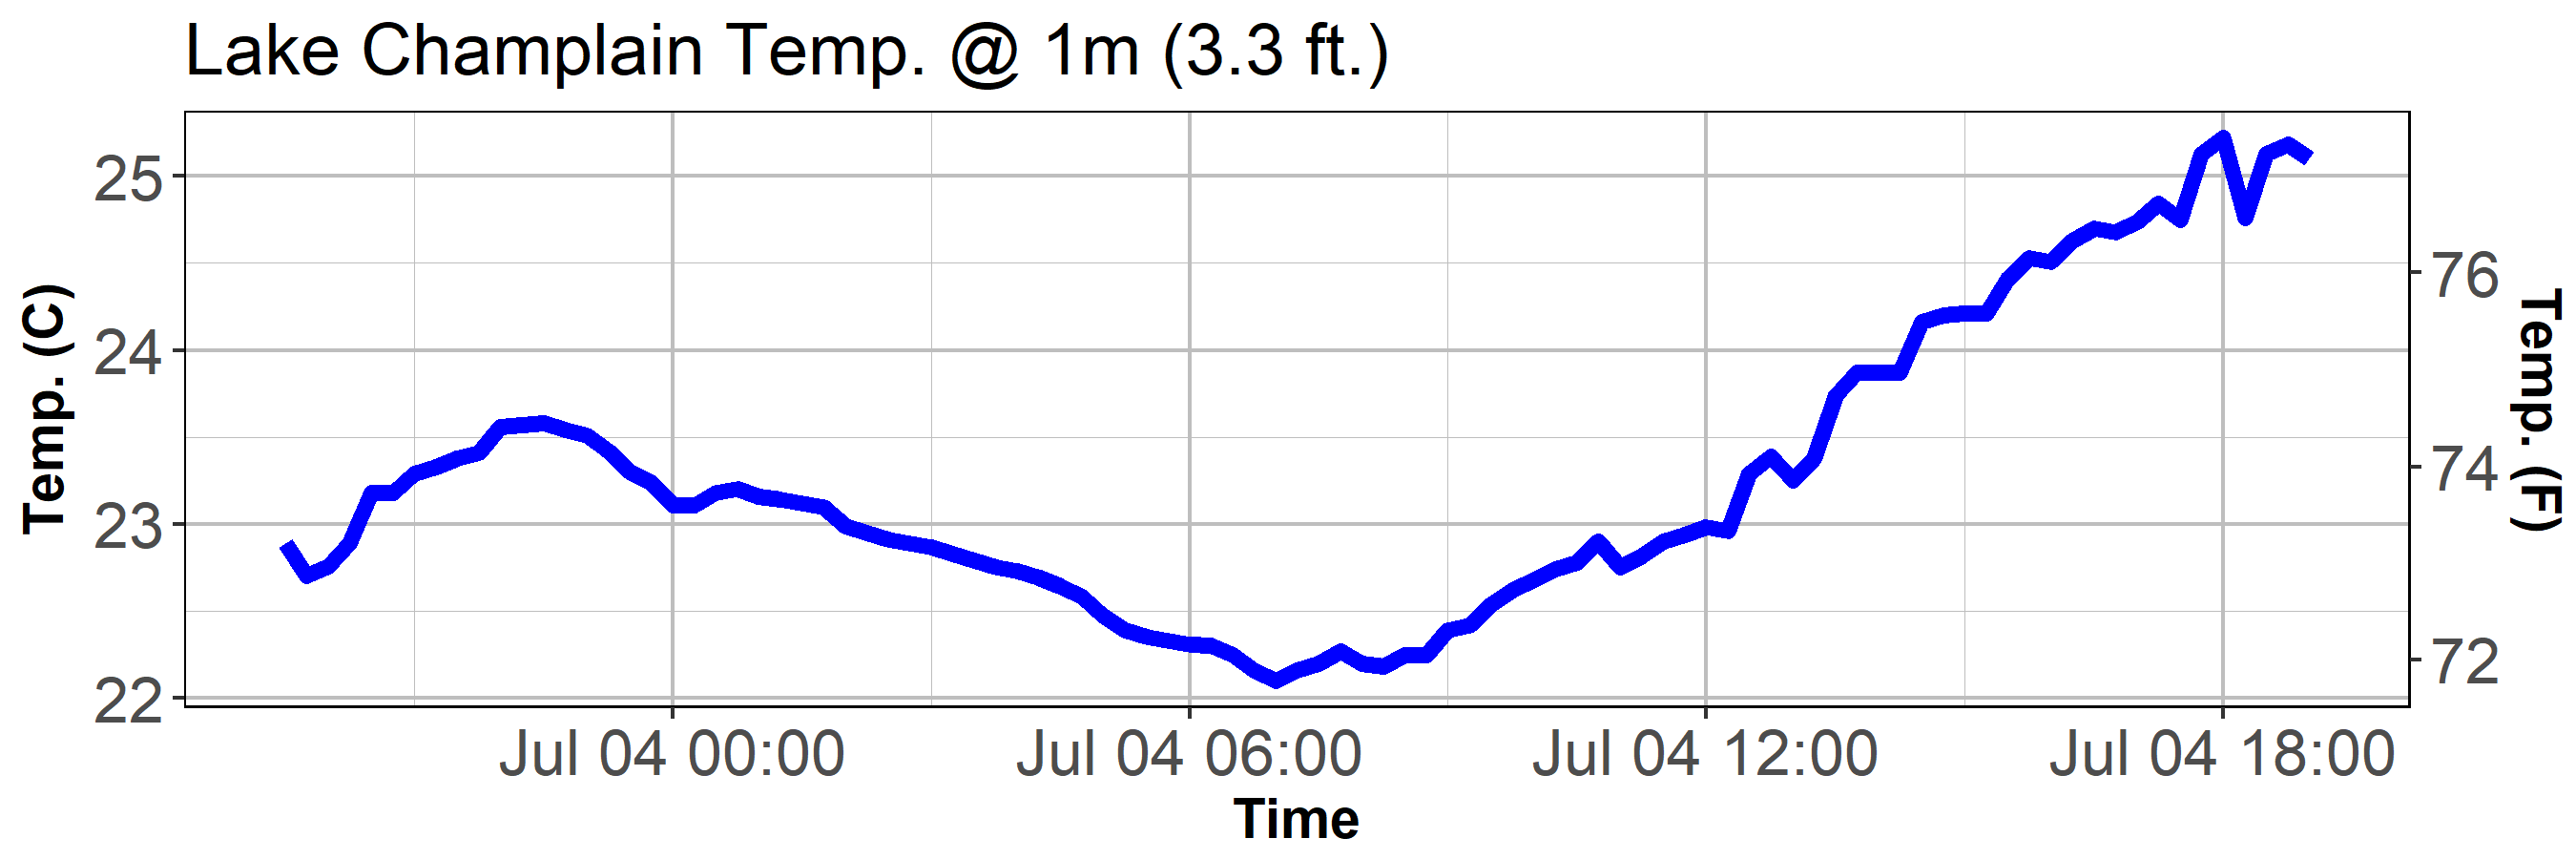 Lake Champlain Temp. @ 1m (3.3 ft.)
Temp. (C)
25
24
23
22
76
74
72
Temp. (F)
Jul 04 00:00 Jul 04 06:00 Jul 04 12:00 Jul 04 18:00
Time